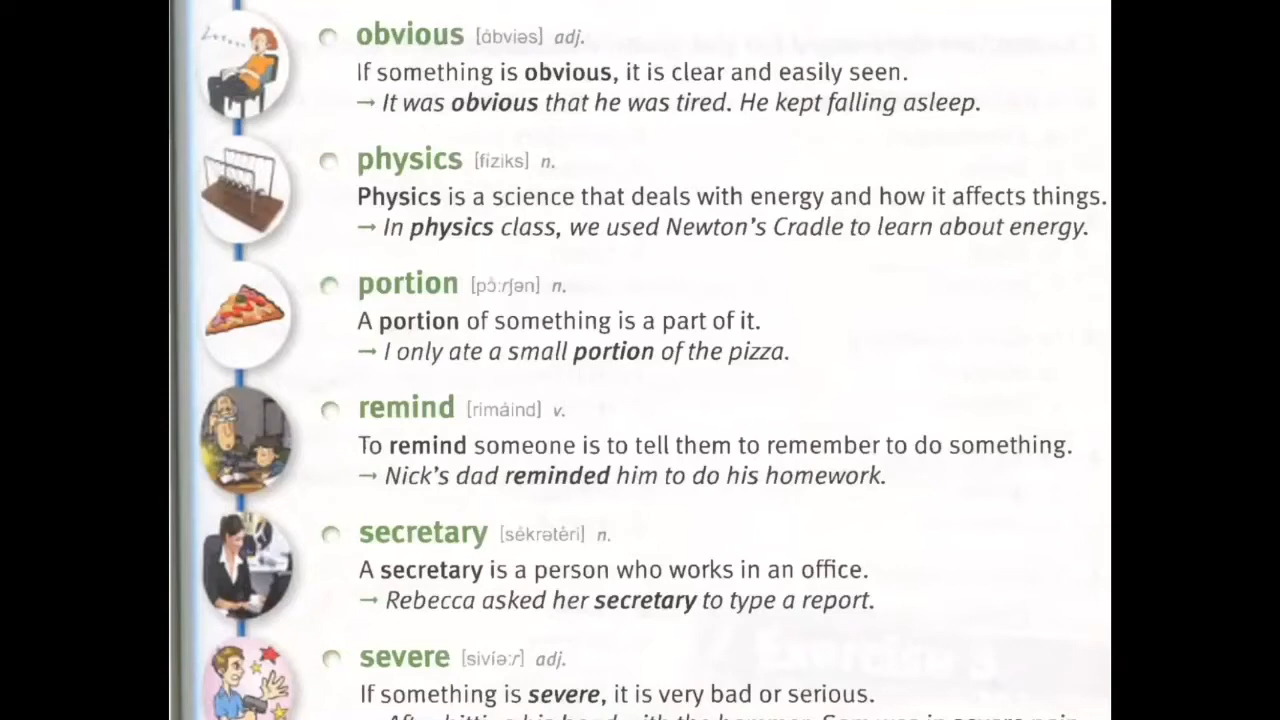 obvious [ábviəs] adj.
If something is obvious, it is clear and easily seen.
→ It was obvious that he was tired. He kept falling asleep.
physics [fíziks] n.
Physics is a science that deals with energy and how it affects things.
→ In physics class, we used Newton's Cradle to learn about energy.
portion [pɔ́:rʃən] n.
A portion of something is a part of it.
→ I only ate a small portion of the pizza.
remind [rimáind] v.
To remind someone is to tell them to remember to do something.
→ Nick's dad reminded him to do his homework.
secretary [sékrətèri] n.
A secretary is a person who works in an office.
→ Rebecca asked her secretary to type a report.
severe [sivíə:r] adj.
If something is severe, it is very bad or serious.